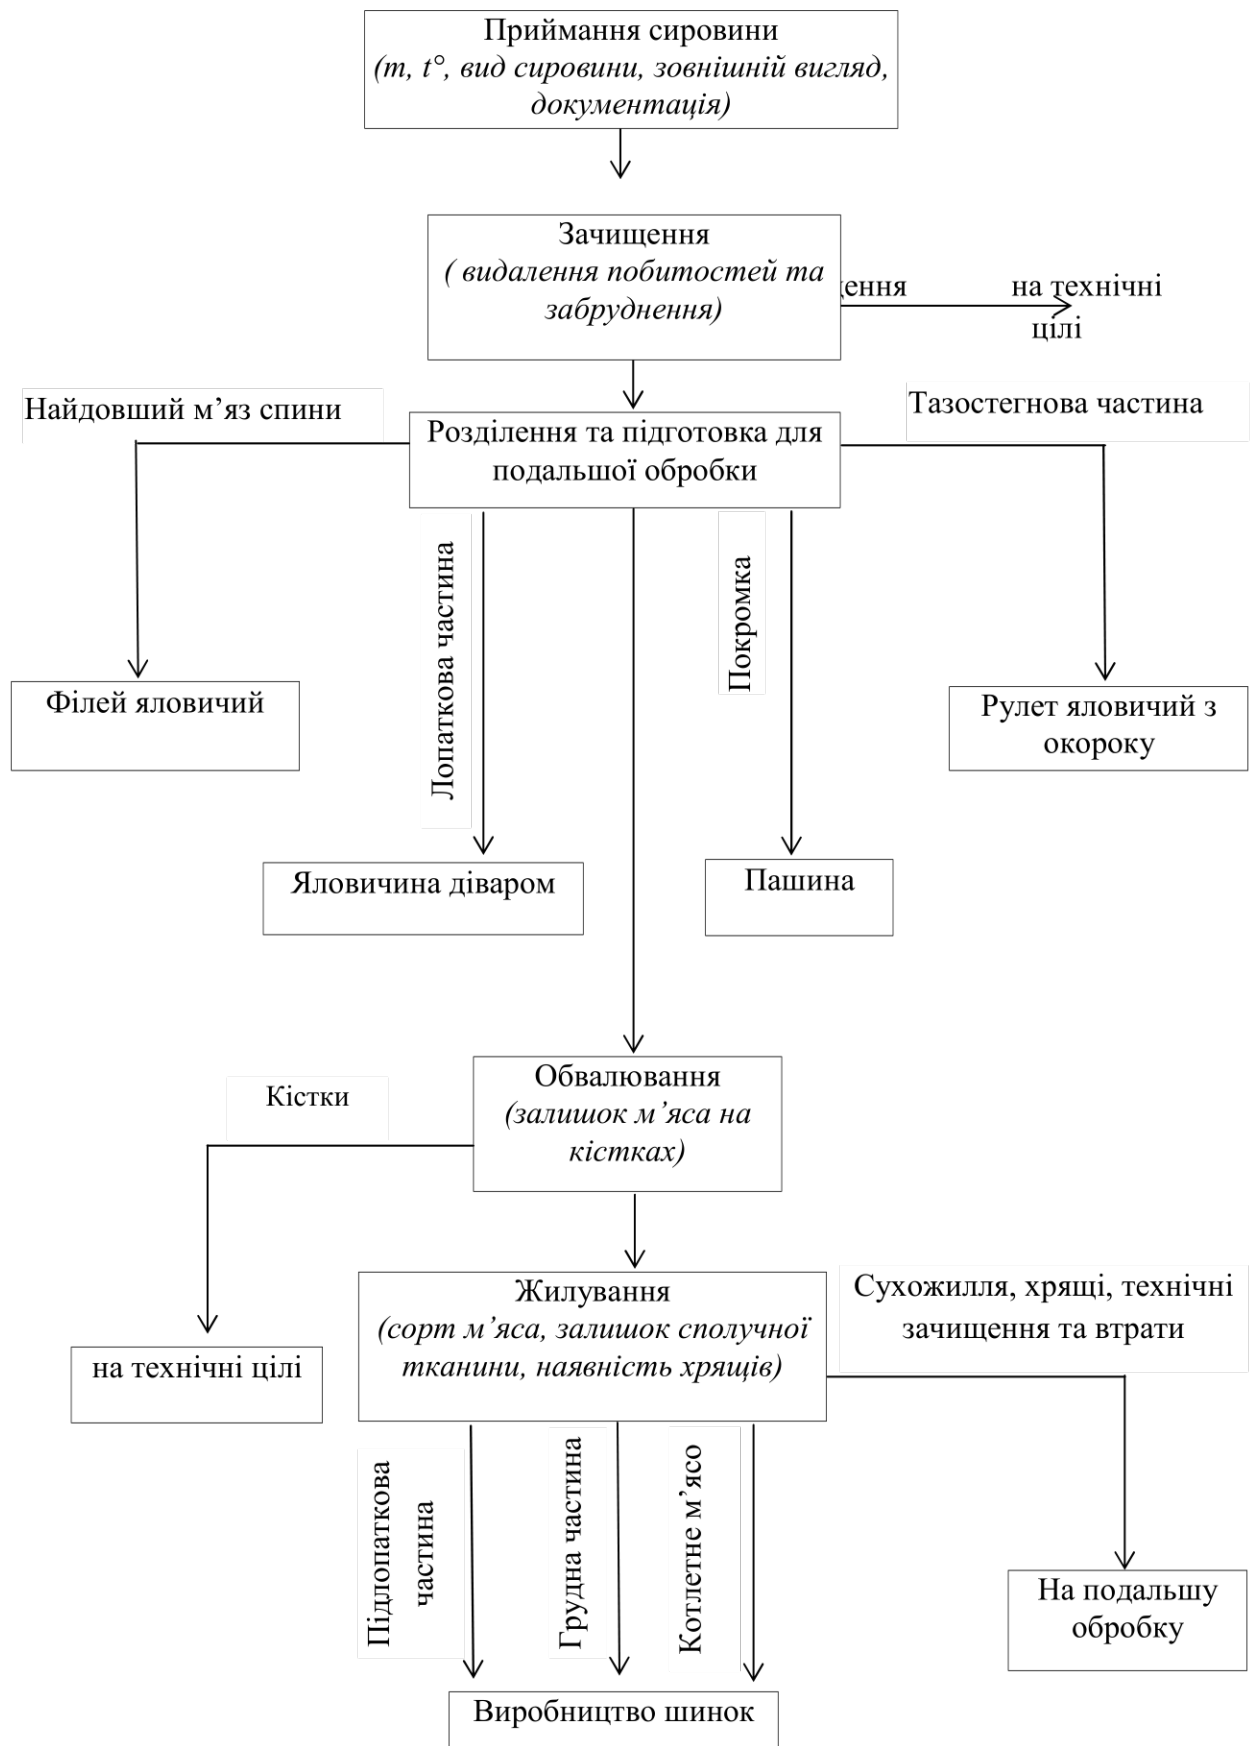 Приймання сировини
(m, t°, вид сировини, зовнішній вигляд,
документація)
Зачищення
( видалення побитостей та
забруднення)
на технічні
цілі
Найдовший м’яз спини
Тазостегнова частина
Розділення та підготовка для
подальшої обробки
Лопаткова частина
Покромка
Філей яловичий
Рулет яловичий з
окороку
Яловичина діваром
Пашина
Обвалювання
(залишок м’яса на
кістках)
Кістки
на технічні цілі
Жилування
(сорт м’яса, залишок сполучної
тканини, наявність хрящів)
Сухожилля, хрящі, технічні
зачищення та втрати
Підлопаткова
частина
Грудна частина
Котлетне м’ясо
На подальшу
обробку
Виробництво шинок